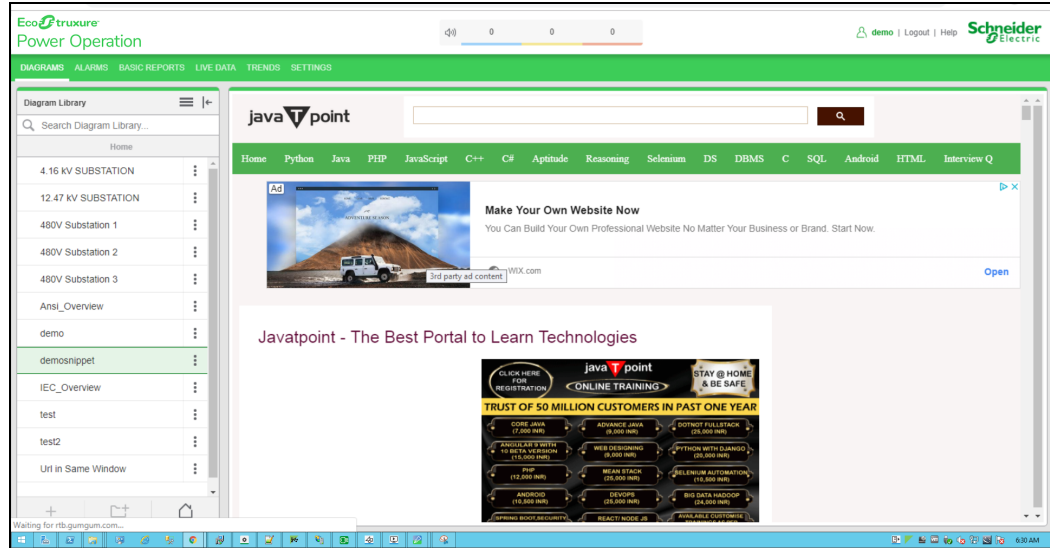 EcoStruxure
Power Operation
0 0 0
demo | Logout | Help
Schneider
Electric
DIAGRAMS ALARMS BASIC REPORTS LIVE DATA TRENDS SETTINGS
Diagram Library
Search Diagram Library...
Home
4.16 kV SUBSTATION
12.47 kV SUBSTATION
480V Substation 1
480V Substation 2
480V Substation 3
Ansi_Overview
demo
demosnippet
IEC_Overview
test
test2
Url in Same Window
Waiting for rtb.gumgum.com...
java T point
Home Python Java PHP JavaScript C++ C# Aptitude Reasoning Selenium DS DBMS C SQL Android HTML Interview Q
Ad
ADVENTURE SEASON
Make Your Own Website Now
You Can Build Your Own Professional Website No Matter Your Business or Brand. Start Now.
WIX.com
3rd party ad content
Open
Javatpoint - The Best Portal to Learn Technologies
CLICK HERE
FOR
REGISTRATION
java T point
ONLINE TRAINING
STAY @ HOME
& BE SAFE
TRUST OF 50 MILLION CUSTOMERS IN PAST ONE YEAR
CORE JAVA
(7,000 INR)
ADVANCE JAVA
(9,000 INR)
DOTNOT FULLSTACK
(25,000 INR)
ANGULAR 9 WITH
10 BETA VERSION
(15,000 INR)
WEB DESIGNING
(9,000 INR)
PYTHON WITH DJANGO
(20,000 INR)
PHP
(12,000 INR)
MEAN STACK
(25,000 INR)
SELENIUM AUTOMATION
(10,500 INR)
ANDROID
(10,500 INR)
DEVOPS
(25,000 INR)
BIG DATA HADOOP
(24,000 INR)
SPRING BOOT,SECURITY
REACT/ NODE JS
AVAILABLE CUSTOMISE
6:30 AM